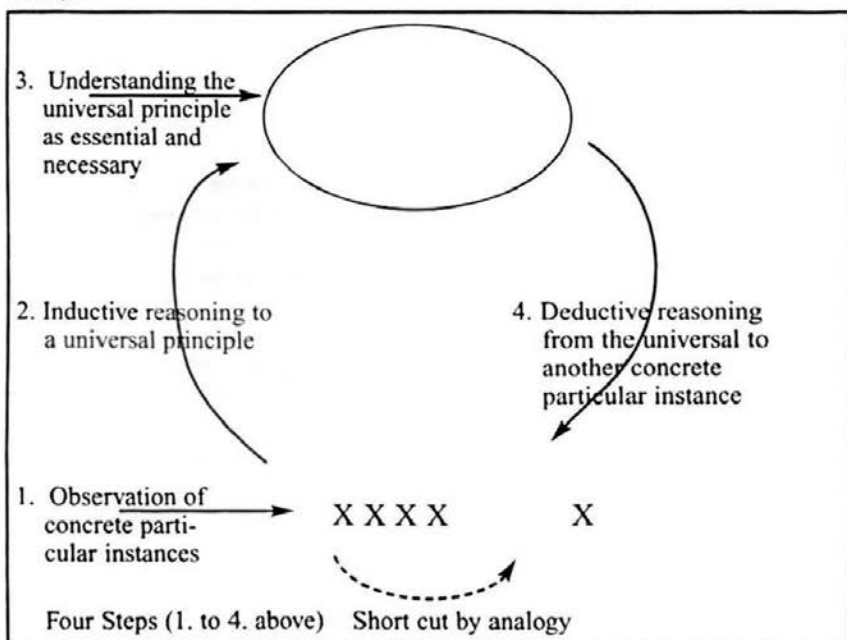 3. Understanding the
universal principle
as essential and
necessary
2. Inductive reasoning to
a universal principle
4. Deductive reasoning
from the universal to
another concrete
particular instance
1. Observation of
concrete parti-
cular instances
X X X X X
Four Steps (1. to 4. above) Short cut by analogy